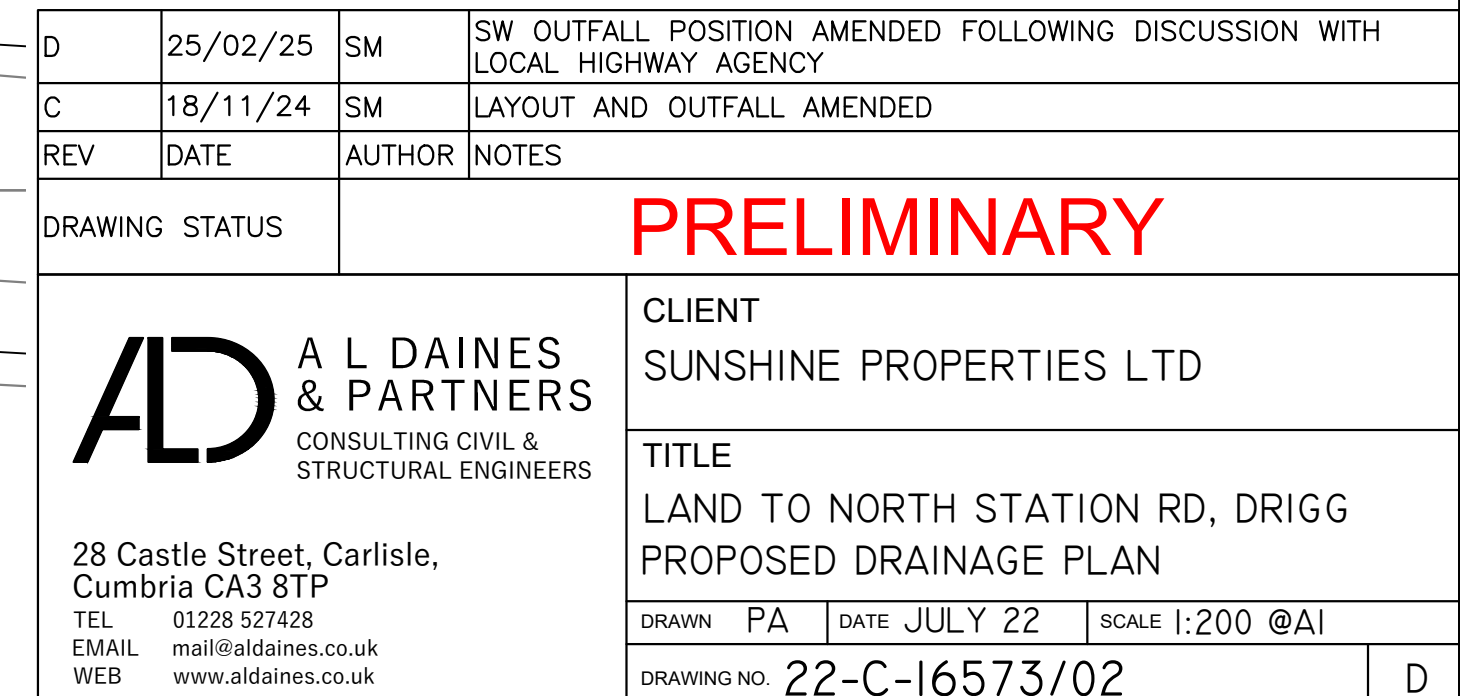 D 25/02/25 SM SW OUTFALL POSITION AMENDED FOLLOWING DISCUSSION WITH
LOCAL HIGHWAY AGENCY
C 18/11/24 SM LAYOUT AND OUTFALL AMENDED
REV DATE AUTHOR NOTES
DRAWING STATUS PRELIMINARY
ALD
A L DAINES
& PARTNERS
CONSULTING CIVIL &
STRUCTURAL ENGINEERS
28 Castle Street, Carlisle,
Cumbria CA3 8TP
TEL 01228 527428
EMAIL mail@aldaines.co.uk
WEB www.aldaines.co.uk
CLIENT
SUNSHINE PROPERTIES LTD
TITLE
LAND TO NORTH STATION RD, DRIGG
PROPOSED DRAINAGE PLAN
DRAWN PA DATE JULY 22 SCALE 1:200 @A1
DRAWING NO. 22-C-16573/02 D